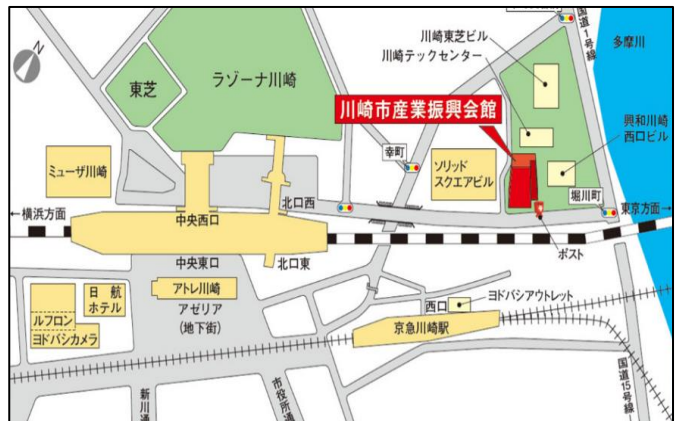 N
国道1号線
多摩川
川崎東芝ビル
川崎テックセンター
ラゾーナ川崎
東芝
川崎市産業振興会館
興和川崎
西口ビル
幸町
ソリッド
スクエアビル
ミューザ川崎
堀川町
北口西
←横浜方面
東京方面→
中央西口
ポスト
中央東口
北口東
アトレ川崎
日航
ホテル
アゼリア
(地下街)
ルフロン
ヨドバシカメラ
西口
ヨドバシアウトレット
京急川崎駅
新川通
市役所通
国道15号線